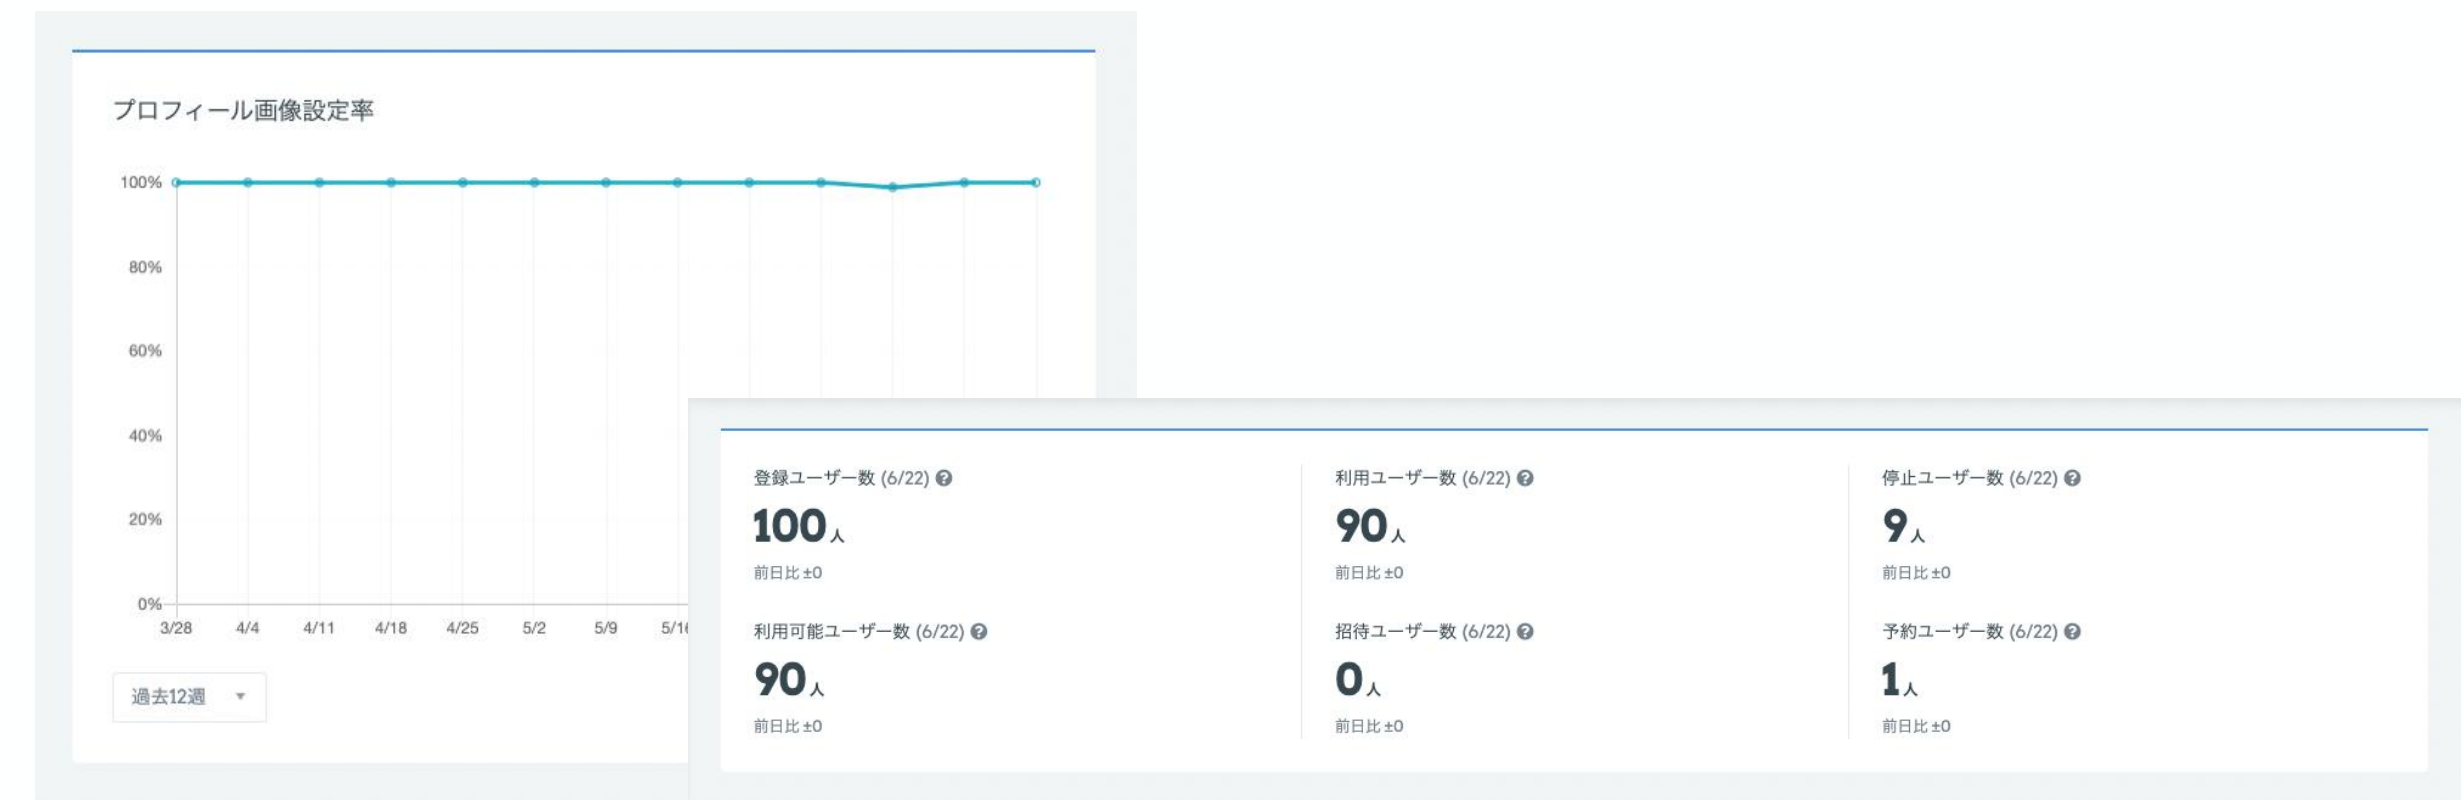 プロフィール画像設定率
100%
80%
60%
40%
20%
0%
3/28 4/4 4/11 4/18 4/25 5/2 5/9
過去12週
登録ユーザー数 (6/22)
100人
前日比 ±0
利用ユーザー数 (6/22)
90人
前日比 ±0
停止ユーザー数 (6/22)
9人
前日比 ±0
利用可能ユーザー数 (6/22)
90人
前日比 ±0
招待ユーザー数 (6/22)
0人
前日比 ±0
予約ユーザー数 (6/22)
1人
前日比 ±0